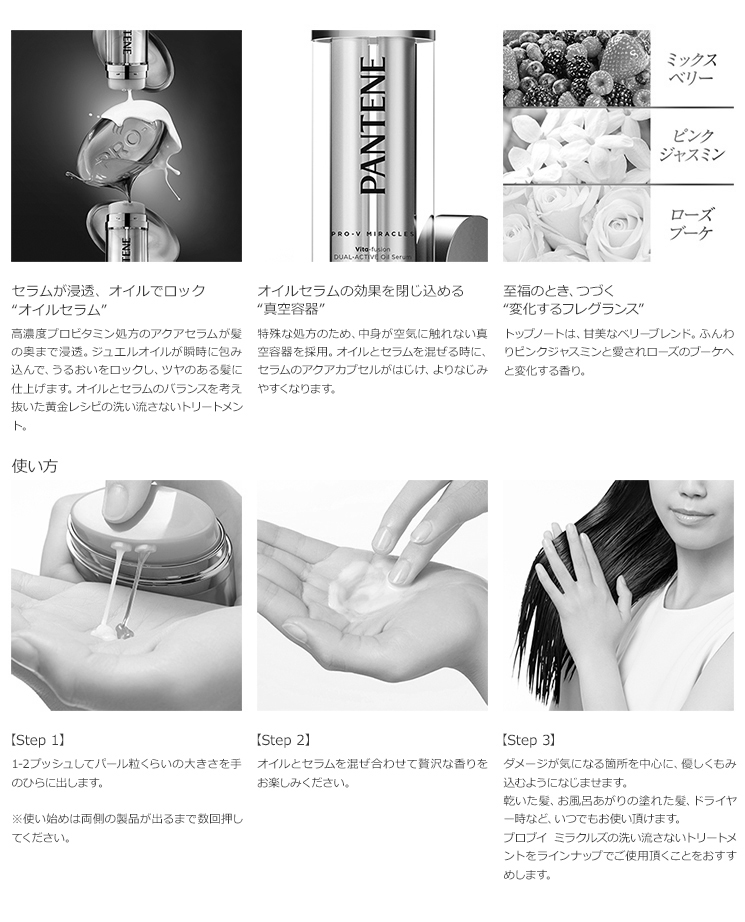 PANTENE
PANTENE
ミックス
ベリー
PANTENE
ピンク
ジャスミン
ローズ
ブーケ
PRO-V MIRACLES
Vita-fusion
DUAL-ACTIVE Oil Serum
セラムが浸透、オイルでロック
“オイルセラム”
高濃度プロビタミン処方のアクアセラムが髪
の奥まで浸透。ジュエルオイルが瞬時に包み
込んで、うるおいをロックし、ツヤのある髪に
仕上げます。オイルとセラムのバランスを考え
抜いた黄金レシピの洗い流さないトリートメン
ト。
オイルセラムの効果を閉じ込める
“真空容器”
特殊な処方のため、中身が空気に触れない真
空容器を採用。オイルとセラムを混ぜる時に、
セラムのアクアカプセルがはじけ、よりなじみ
やすくなります。
至福のとき、つづく
“変化するフレグランス”
トップノートは、甘美なベリーブレンド。ふんわ
りピンクジャスミンと愛されローズのブーケへ
と変化する香り。
使い方
【Step 1】
1-2プッシュしてパール粒くらいの大きさを手
のひらに出します。
※使い始めは両側の製品が出るまで数回押し
てください。
【Step 2】
オイルとセラムを混ぜ合わせて贅沢な香りを
お楽しみください。
【Step 3】
ダメージが気になる箇所を中心に、優しくもみ
込むようになじませます。
乾いた髪、お風呂あがりの塗れた髪、ドライヤ
ー時など、いつでもお使い頂けます。
プロブイ ミラクルズの洗い流さないトリートメ
ントをラインナップでご使用頂くことをおすす
めします。